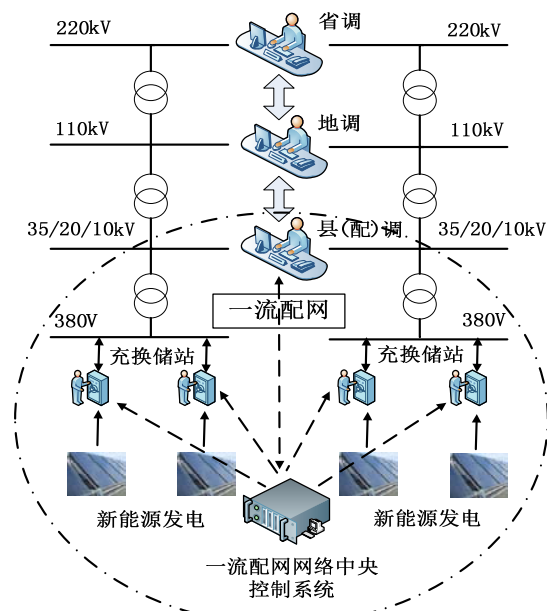 220kV
省调
220kV
110kV
地调
110kV
35/20/10kV
县(配)调
35/20/10kV
一流配网
380V
380V
充换储站
充换储站
新能源发电
新能源发电
一流配网网络中央
控制系统